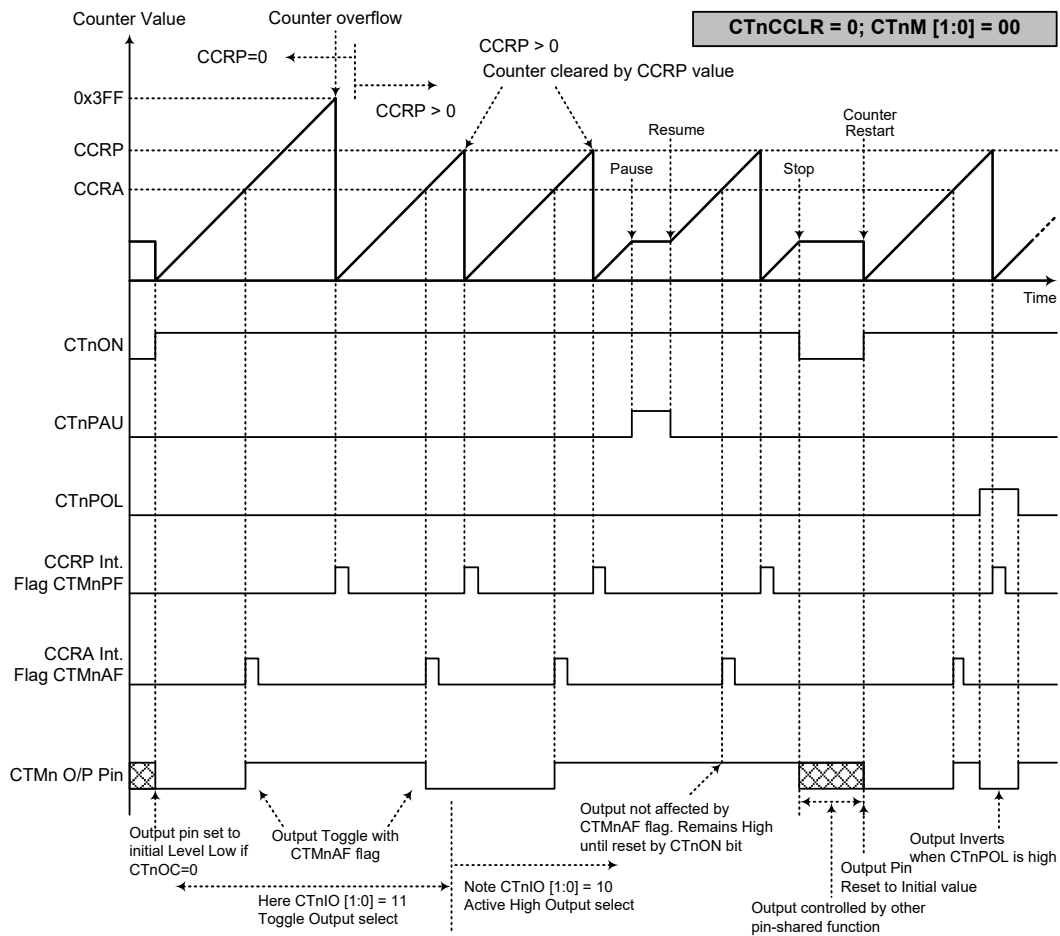 Counter Value
Counter overflow
CTnCCLR = 0; CTnM [1:0] = 00
CCRP=0
CCRP > 0
CCRP > 0
Counter cleared by CCRP value
0x3FF
CCRP
CCRA
Pause
Resume
Stop
Counter
Restart
Time
CTnON
CTnPAU
CTnPOL
CCRP Int.
Flag CTMnPF
CCRA Int.
Flag CTMnAF
CTMn O/P Pin
Output pin set to
initial Level Low if
CTnOC=0
Output Toggle with
CTMnAF flag
Here CTnIO [1:0] = 11
Toggle Output select
Note CTnIO [1:0] = 10
Active High Output select
Output not affected by
CTMnAF flag. Remains High
until reset by CTnON bit
Output controlled by other
pin-shared function
Output Pin
Reset to Initial value
Output Inverts
when CTnPOL is high